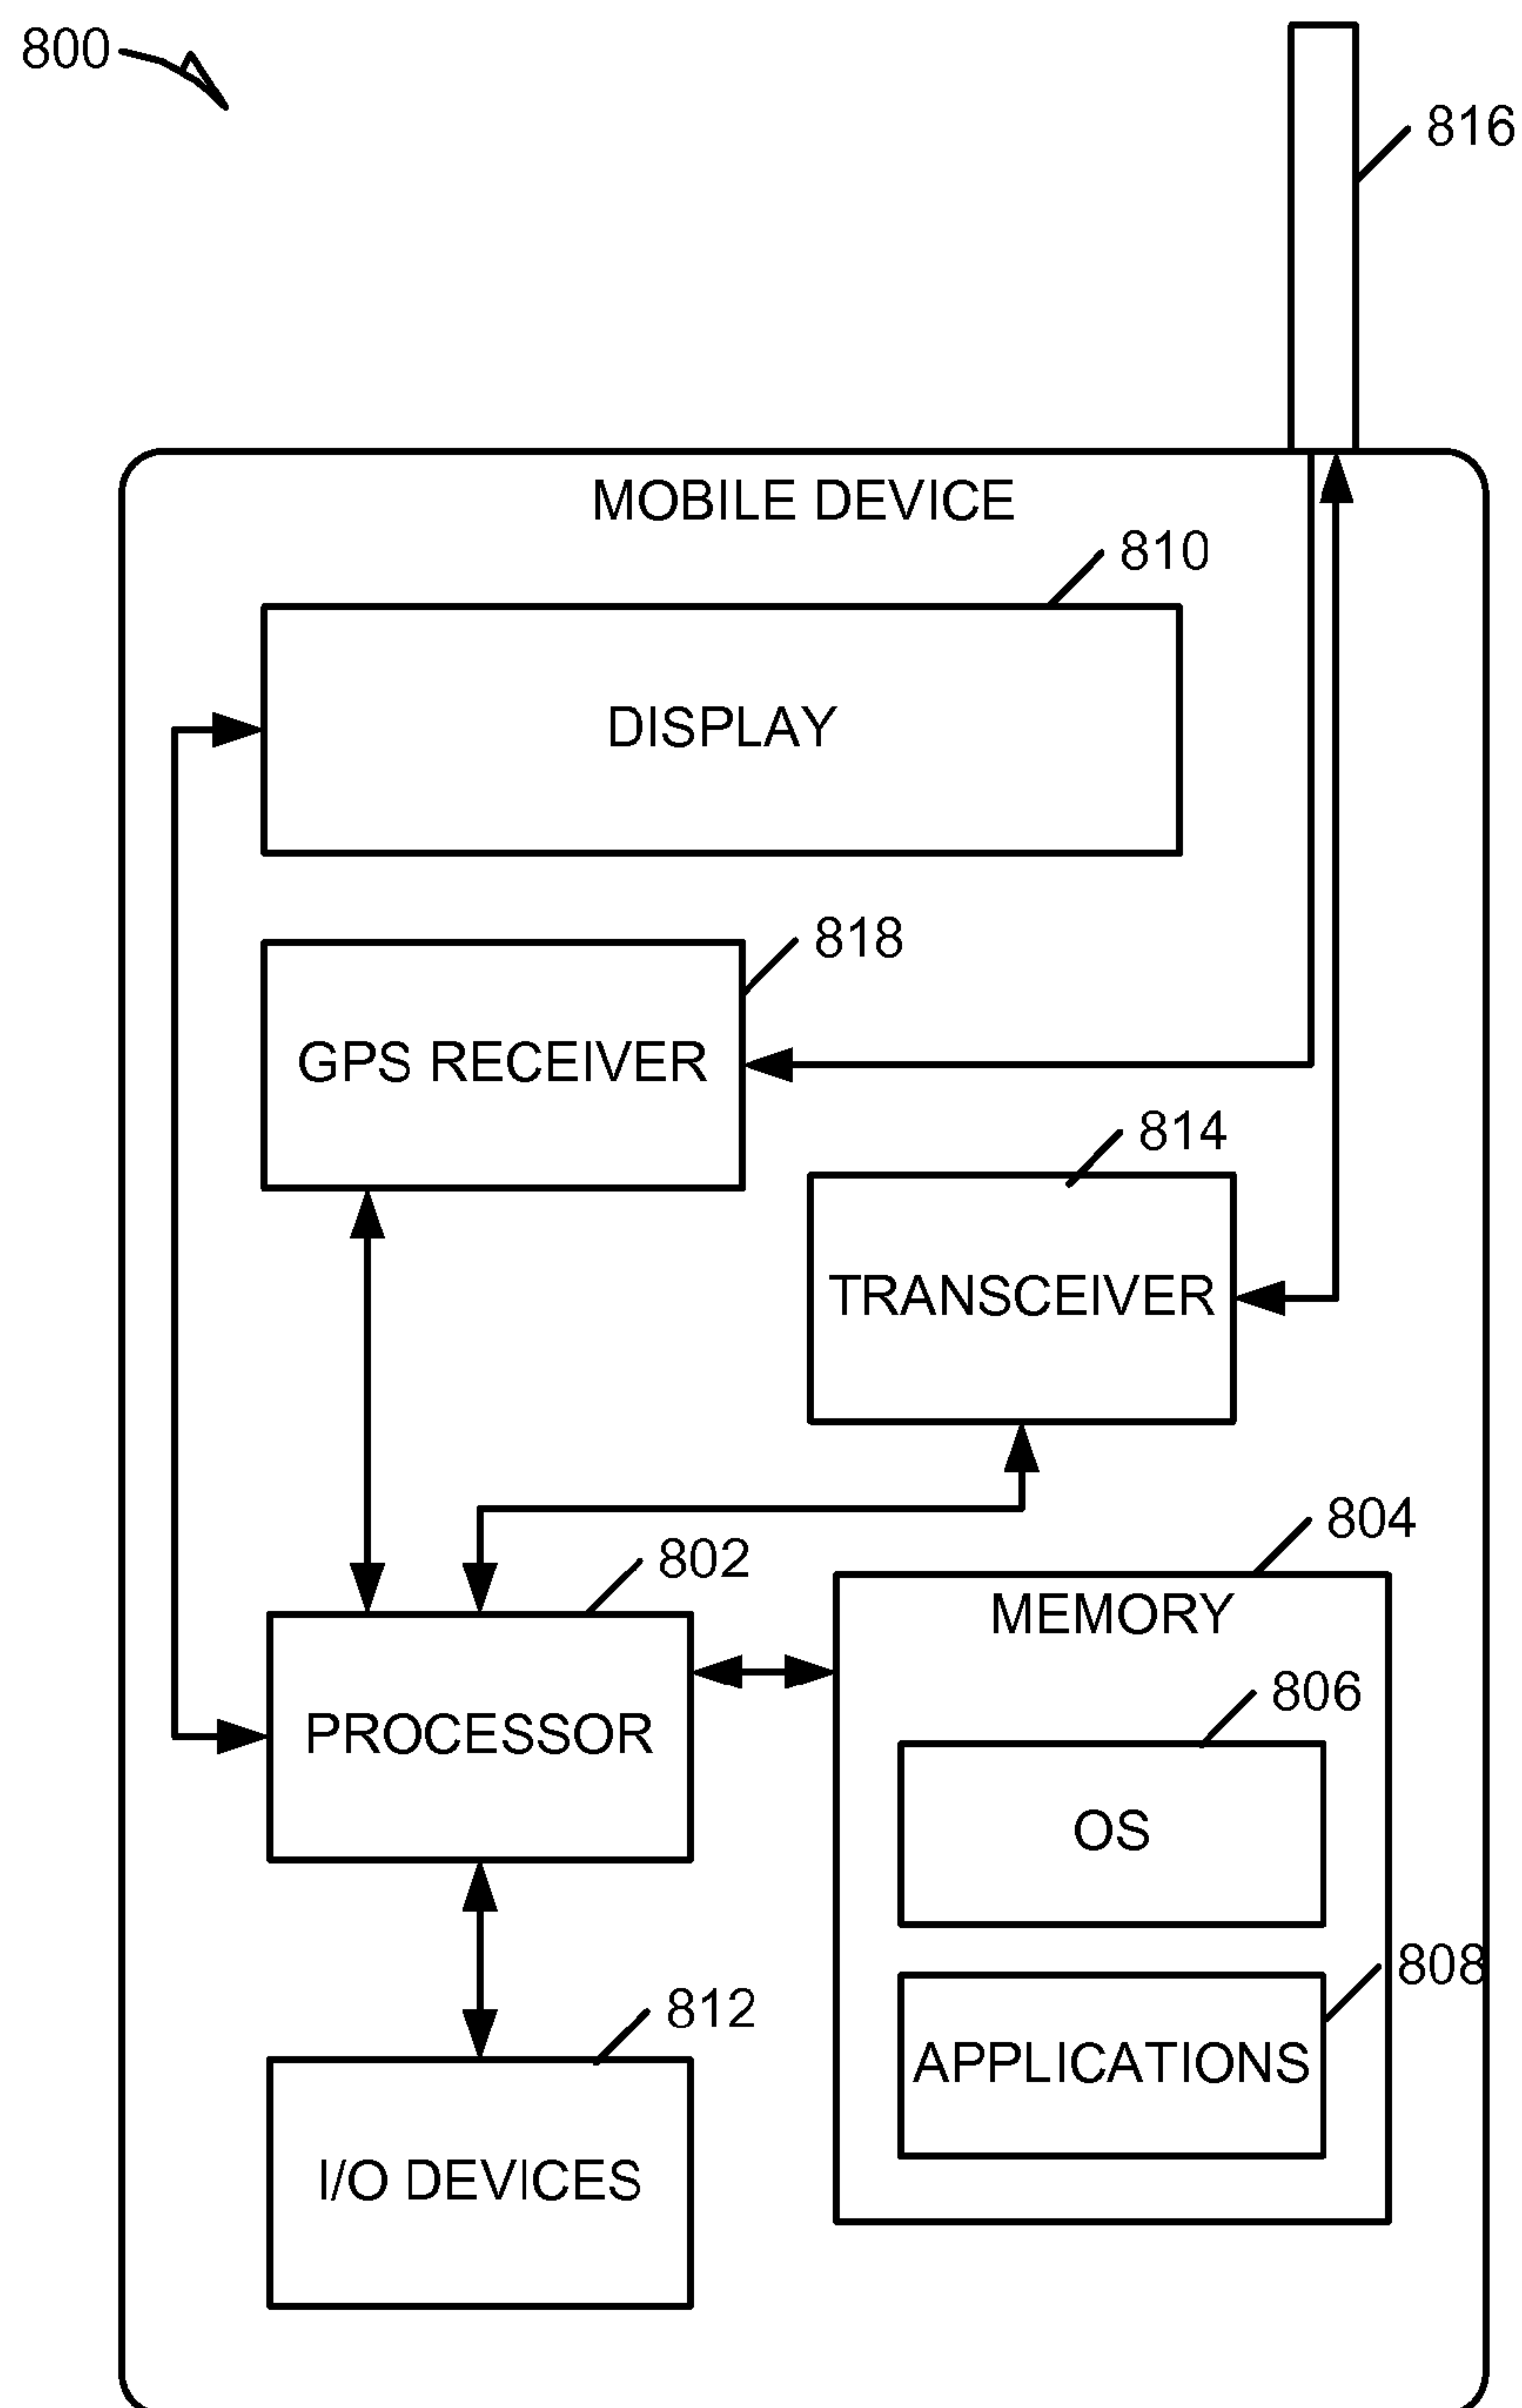 800
816
MOBILE DEVICE
810
DISPLAY
818
GPS RECEIVER
814
TRANSCEIVER
804
802
MEMORY
806
PROCESSOR
OS
808
812
APPLICATIONS
I/O DEVICES